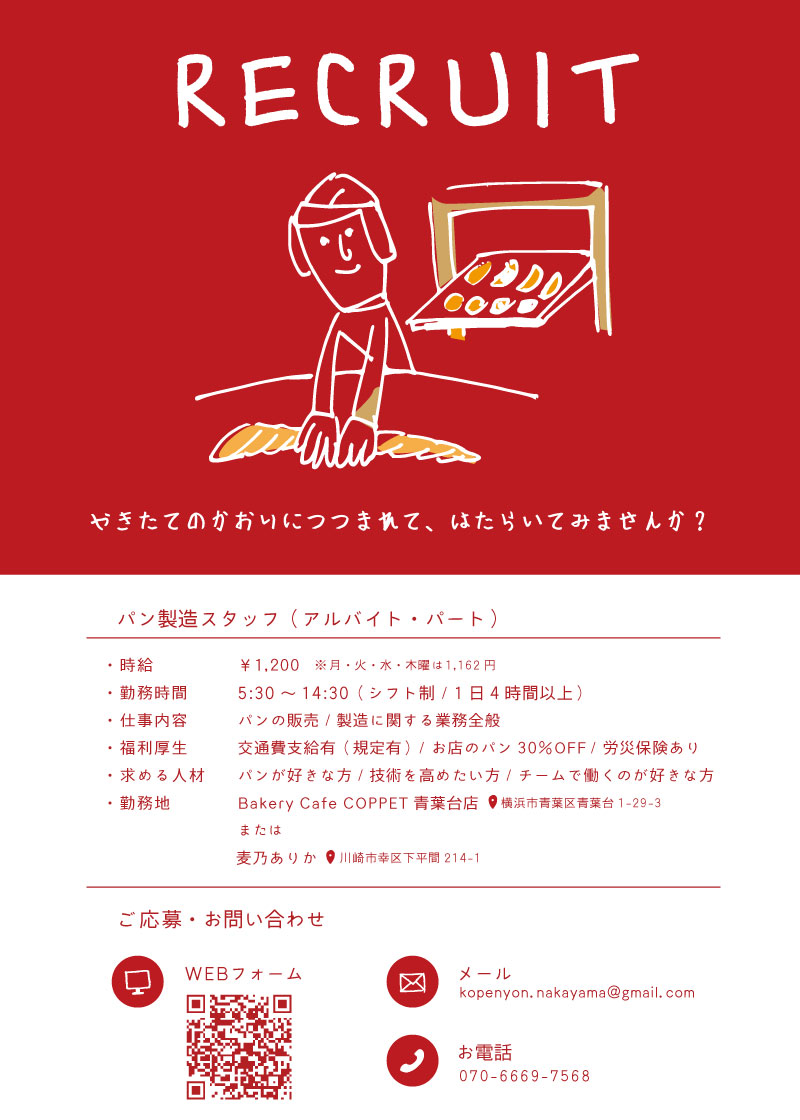 RECRUIT
やきたてのかおりにつつまれて、はたらいてみませんか？
パン製造スタッフ（アルバイト・パート）
・時給 ￥1,200 ※月・火・水・木曜は1,162円
・勤務時間 5:30 〜 14:30（シフト制 / 1日4時間以上）
・仕事内容 パンの販売 / 製造に関する業務全般
・福利厚生 交通費支給有（規定有）/ お店のパン 30%OFF / 労災保険あり
・求める人材 パンが好きな方 / 技術を高めたい方 / チームで働くのが好きな方
・勤務地 Bakery Cafe COPPET 青葉台店 横浜市青葉区青葉台 1-29-3
または
麦乃ありか 川崎市幸区下平間 214-1
ご応募・お問い合わせ
WEBフォーム
メール
kopenyon.nakayama@gmail.com
お電話
070-6669-7568